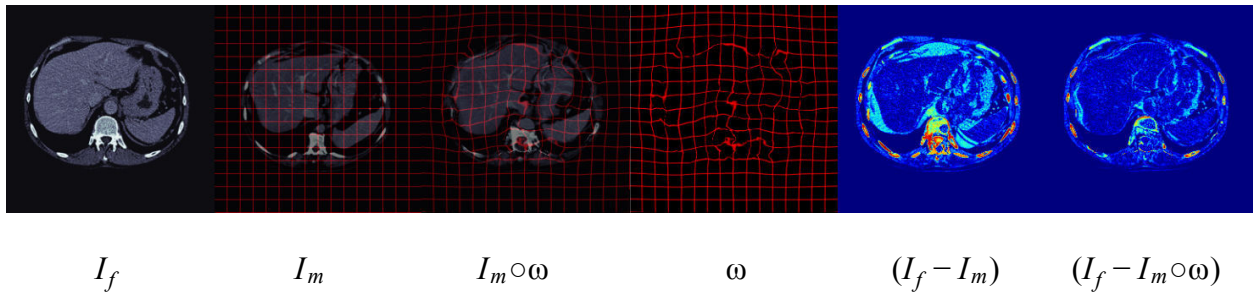 I_f I_m I_m∘ω ω (I_f − I_m) (I_f − I_m∘ω)